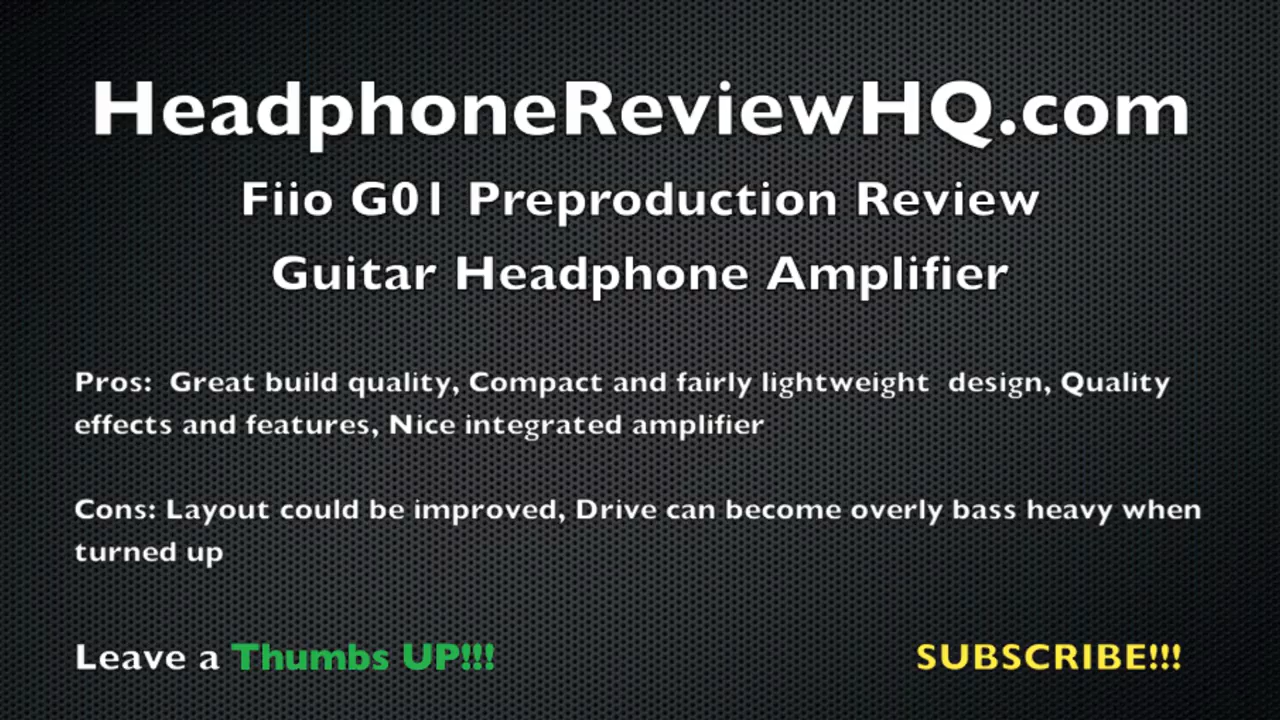 HeadphoneReviewHQ.com
Fiio G01 Preproduction Review
Guitar Headphone Amplifier
Pros:  Great build quality, Compact and fairly lightweight  design, Quality
effects and features, Nice integrated amplifier
Cons: Layout could be improved, Drive can become overly bass heavy when
turned up
Leave a Thumbs UP!!! SUBSCRIBE!!!